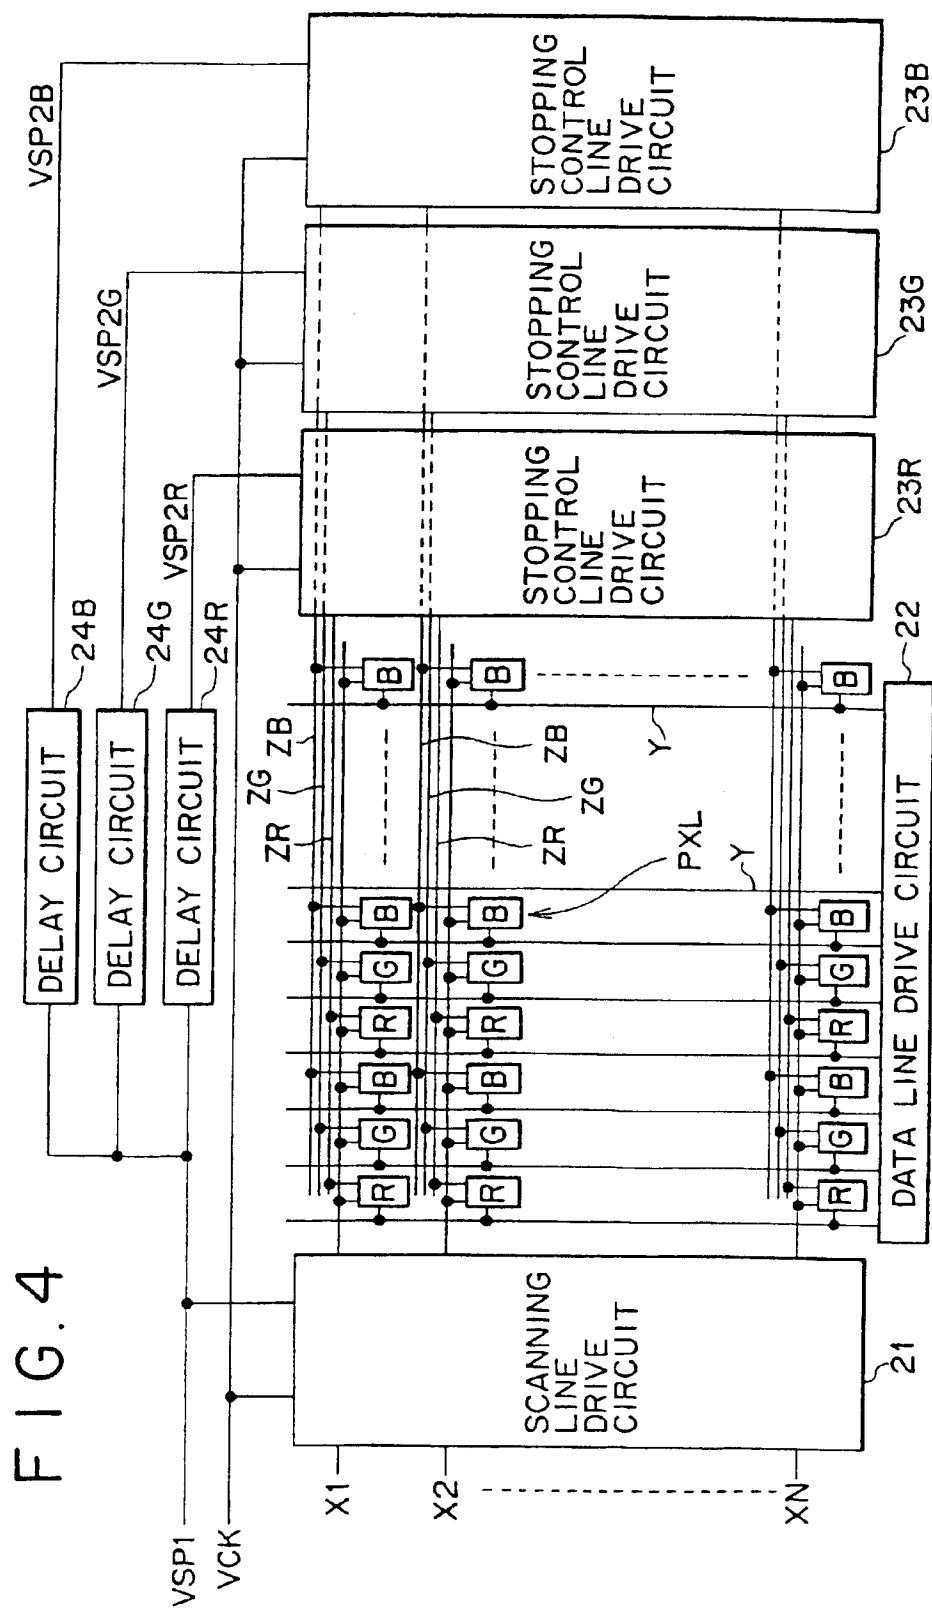 FIG. 4
VSP1
VCK
DELAY CIRCUIT
24B
VSP2B
DELAY CIRCUIT
24G
VSP2G
DELAY CIRCUIT
24R
VSP2R
X1
X2
XN
SCANNING
LINE
DRIVE
CIRCUIT
21
ZR
ZG
ZB
R
G
B
R
G
B
B
R
G
B
R
G
B
B
ZR
ZG
ZB
PXL
Y
Y
R
G
B
R
G
B
B
DATA LINE DRIVE CIRCUIT
22
STOPPING
CONTROL
LINE
DRIVE
CIRCUIT
23R
STOPPING
CONTROL
LINE
DRIVE
CIRCUIT
23G
STOPPING
CONTROL
LINE
DRIVE
CIRCUIT
23B